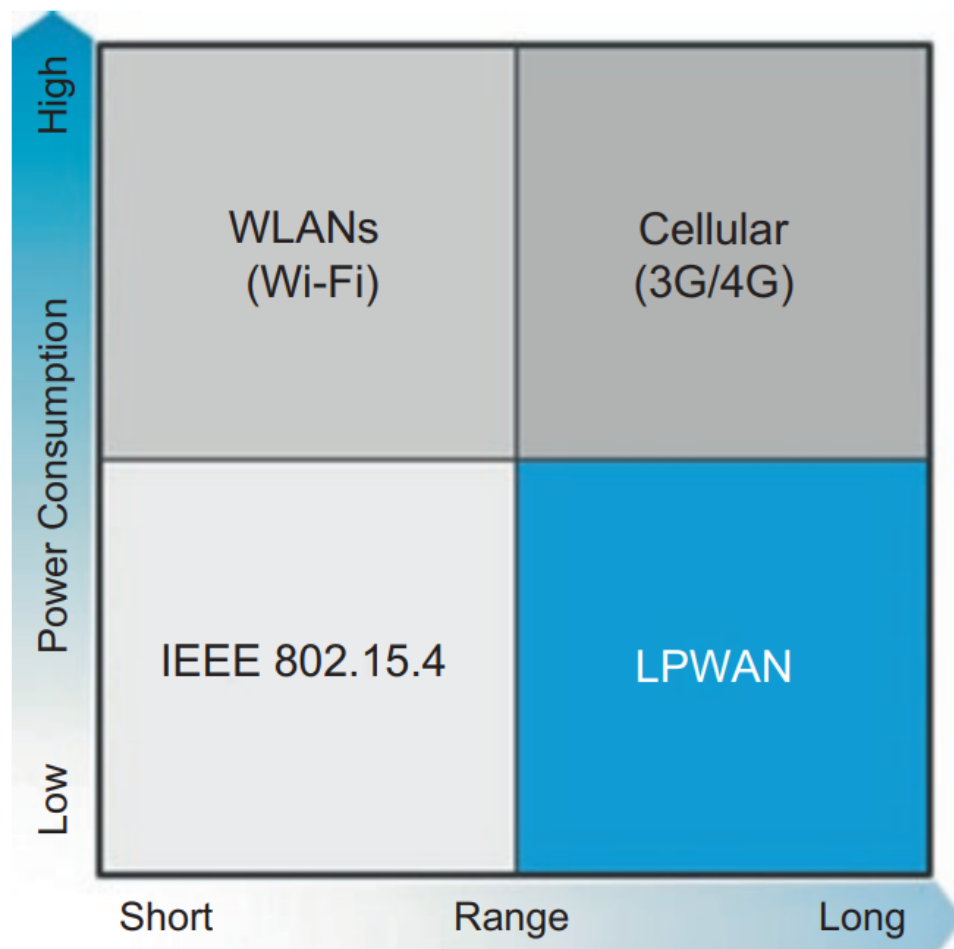 High
Power Consumption
Low
WLANs
(Wi-Fi)
Cellular
(3G/4G)
IEEE 802.15.4
LPWAN
Short
Range
Long